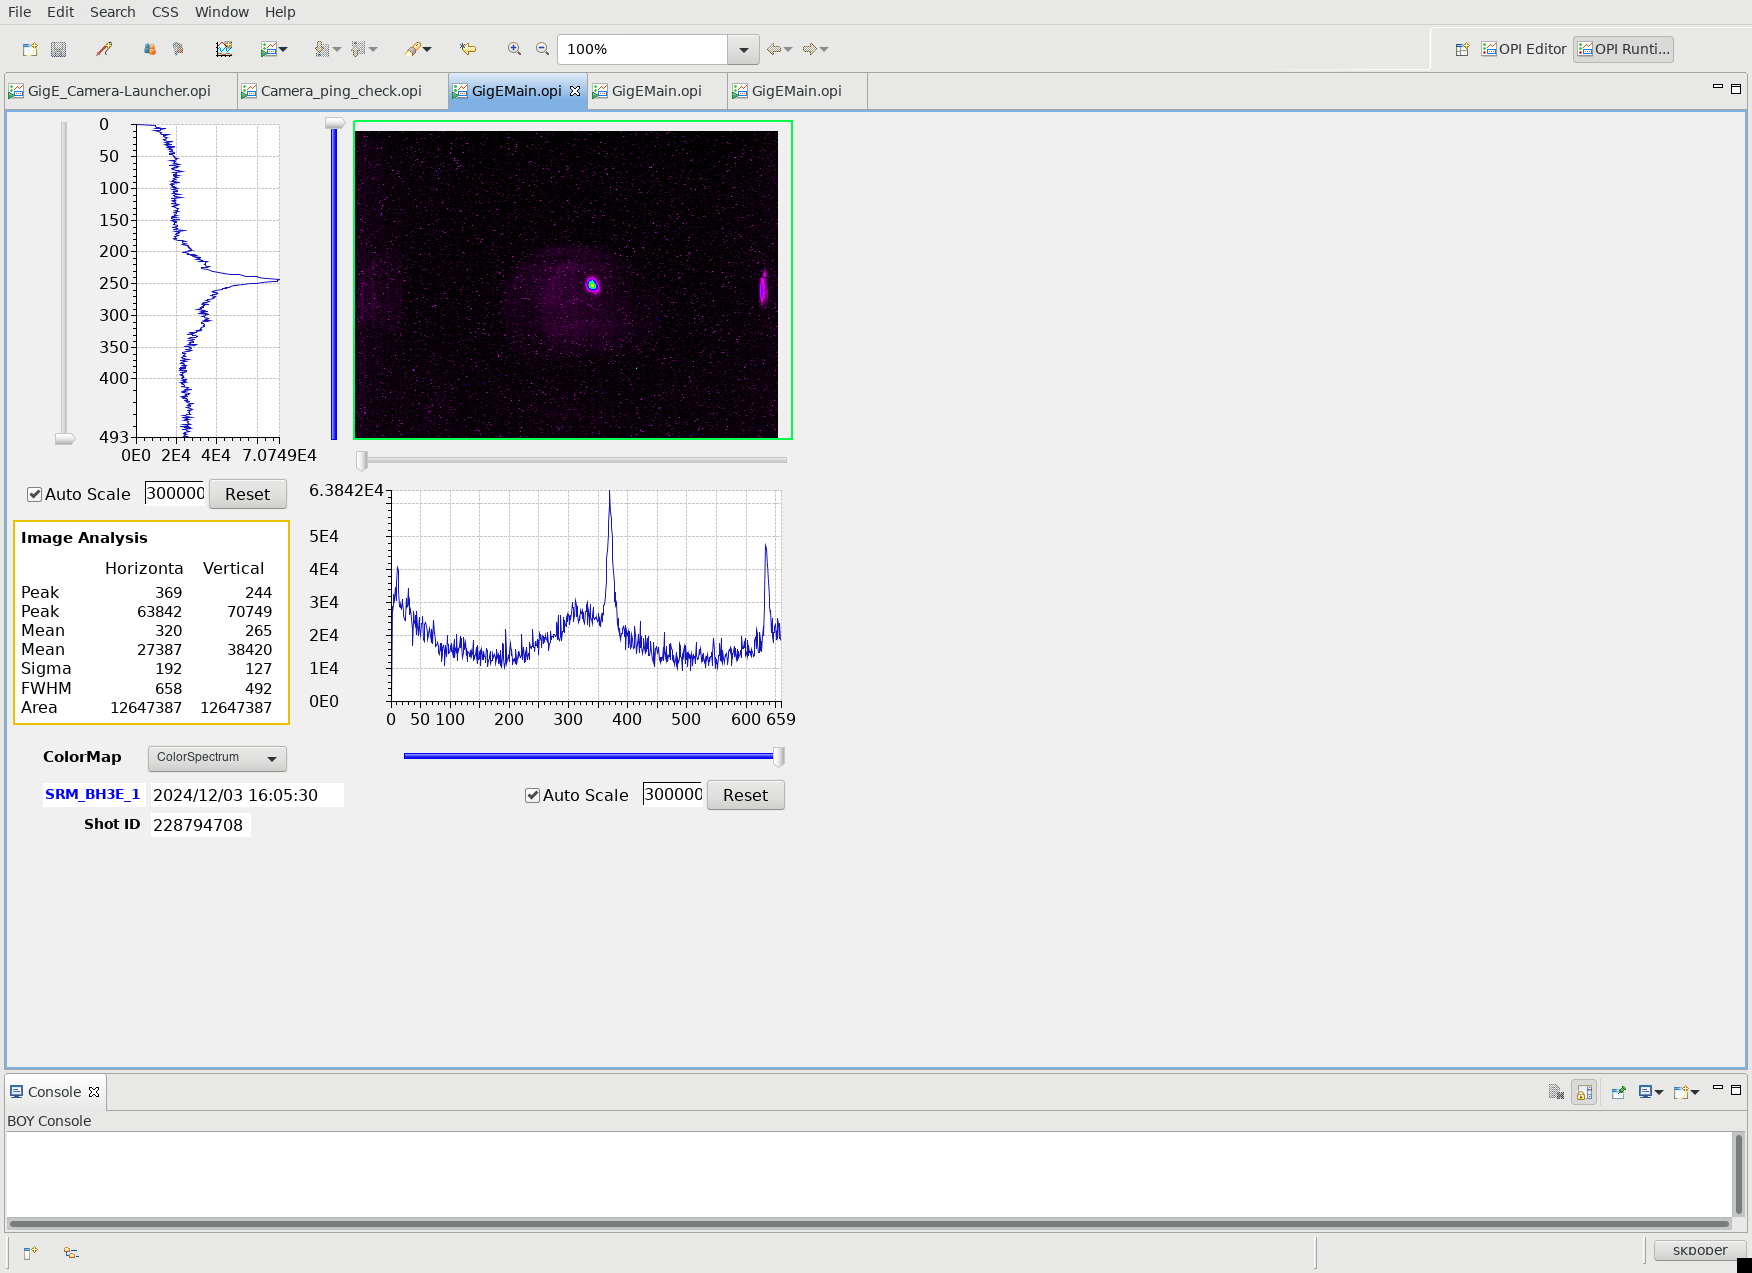 File Edit Search CSS Window Help
100%
OPI Editor OPI Runti...
GigE_Camera-Launcher.opi Camera_ping_check.opi GigEMain.opi GigEMain.opi GigEMain.opi
0
50
100
150
200
250
300
350
400
493
0E0 2E4 4E4 7.0749E4
Auto Scale 300000 Reset
Image Analysis
Horizonta Vertical
Peak 369 244
Peak 63842 70749
Mean 320 265
Mean 27387 38420
Sigma 192 127
FWHM 658 492
Area 12647387 12647387
6.3842E4
5E4
4E4
3E4
2E4
1E4
0E0
0 50 100 200 300 400 500 600 659
ColorMap ColorSpectrum
SRM_BH3E_1 2024/12/03 16:05:30
Shot ID 228794708
Auto Scale 300000 Reset
Console
BOY Console
skpoper